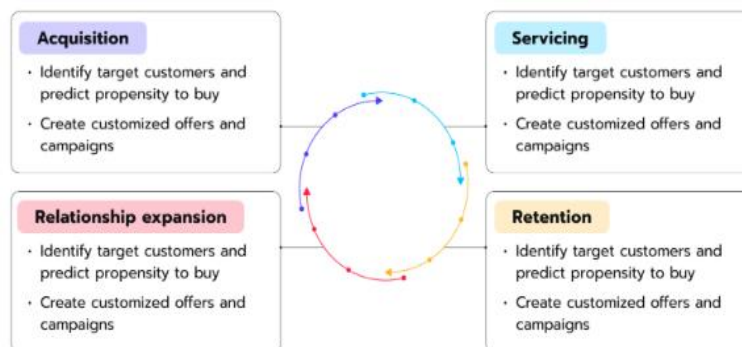 Acquisition
• Identify target customers and
predict propensity to buy
• Create customized offers and
campaigns
Servicing
• Identify target customers and
predict propensity to buy
• Create customized offers and
campaigns
Relationship expansion
• Identify target customers and
predict propensity to buy
• Create customized offers and
campaigns
Retention
• Identify target customers and
predict propensity to buy
• Create customized offers and
campaigns